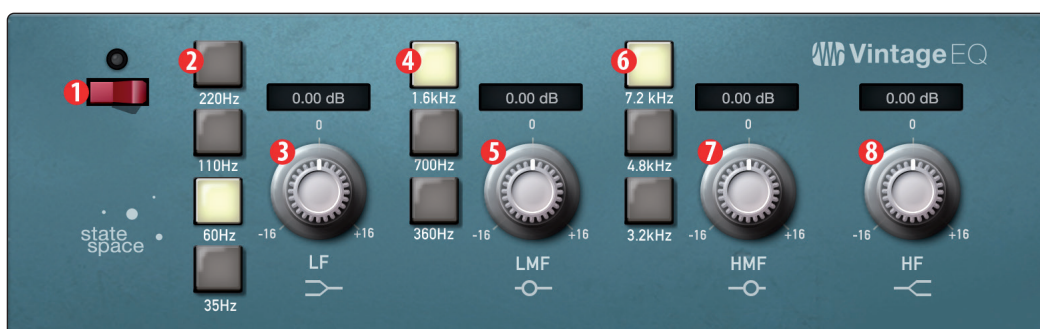 1
state
space
2
220Hz
110Hz
60Hz
35Hz
0.00 dB
3
0
-16
+16
LF
4
1.6kHz
700Hz
360Hz
0.00 dB
5
0
-16
+16
LMF
6
7.2 kHz
4.8kHz
3.2kHz
0.00 dB
7
0
-16
+16
HMF
VintageEQ
0.00 dB
8
0
-16
+16
HF